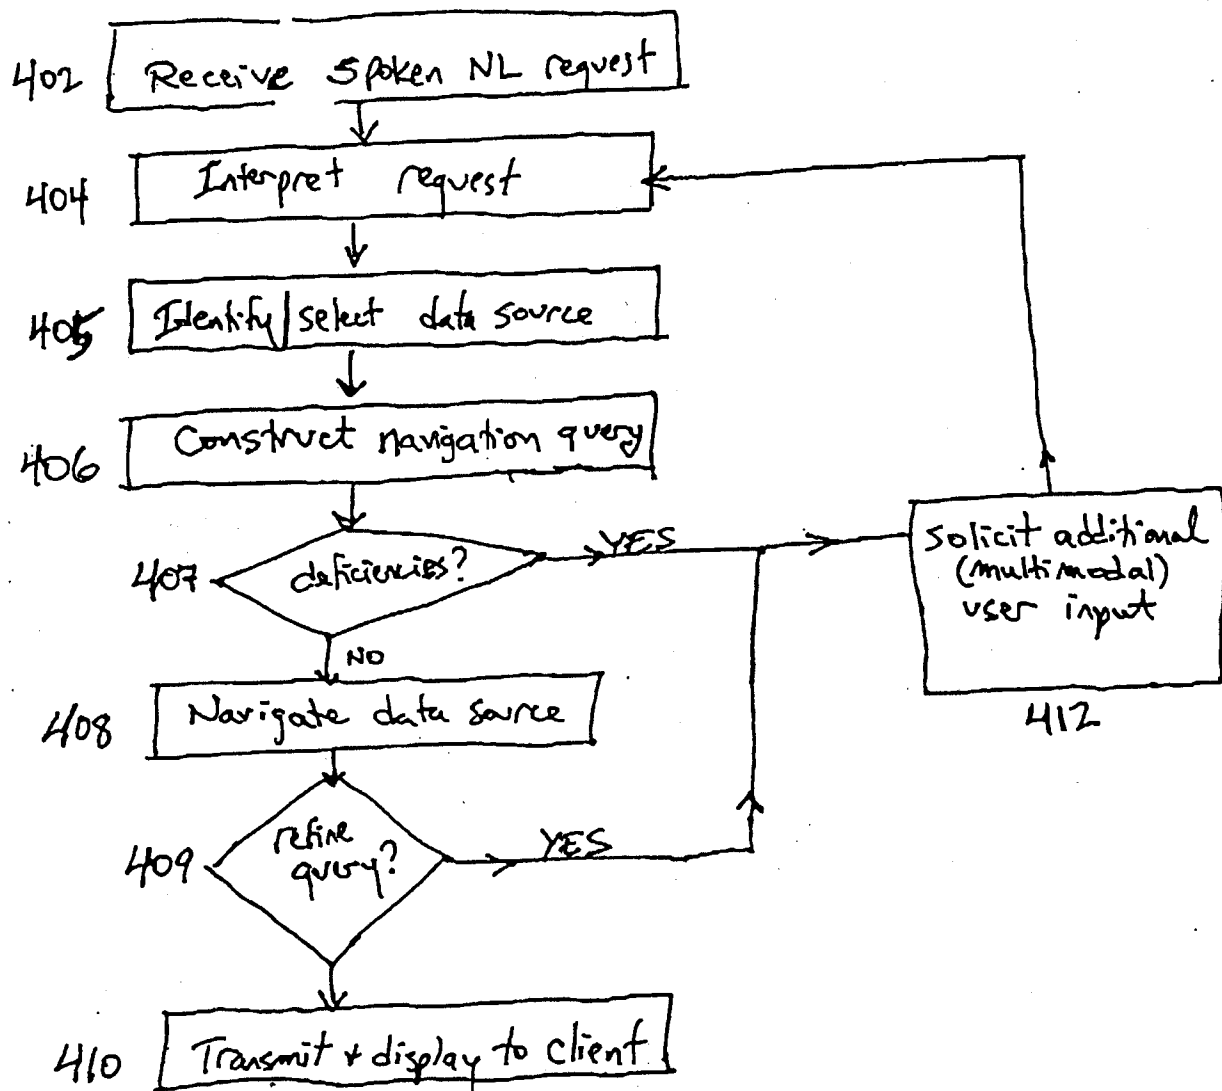 402 Receive Spoken NL request
404 Interpret request
405 Identify/select data source
406 Construct navigation query
407 deficiencies? YES
solicit additional
(multimodal)
user input
412
NO
408 Navigate data source
refine
409 query? YES
410 Transmit + display to client